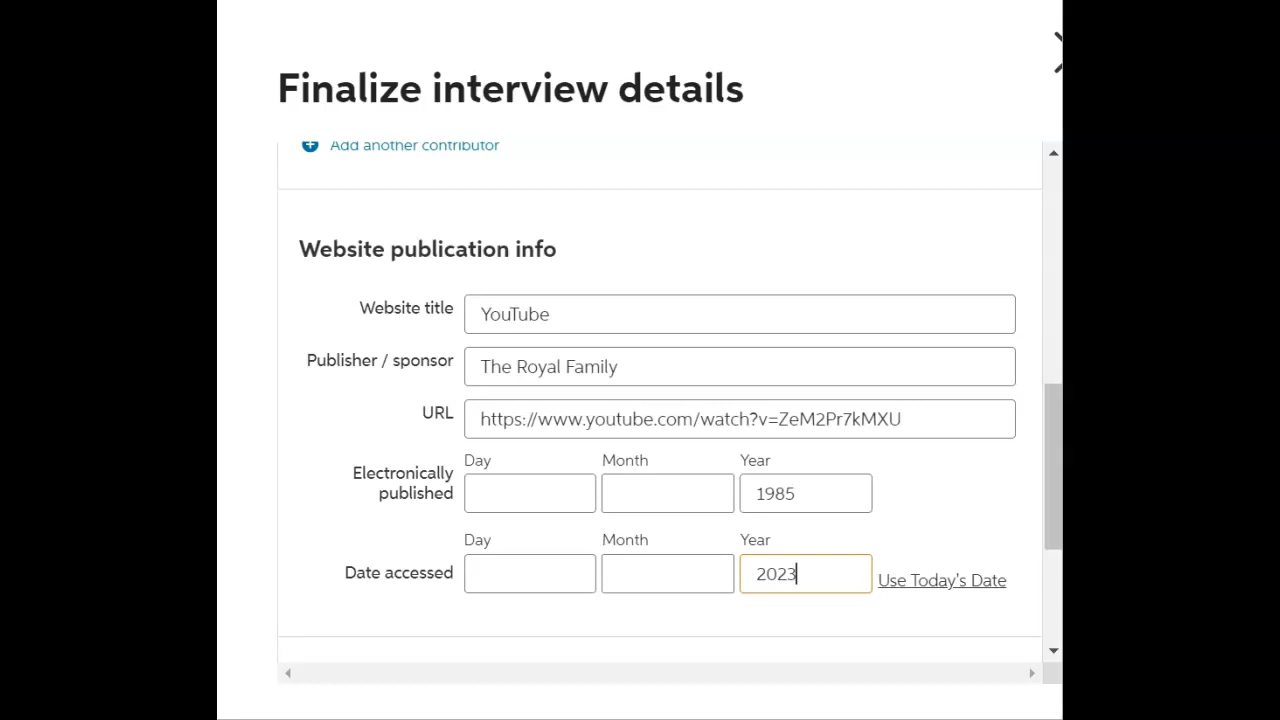 Finalize interview details
Add another contributor
Website publication info
Website title YouTube
Publisher / sponsor The Royal Family
URL https://www.youtube.com/watch?v=ZeM2Pr7kMXU
Day Month Year
Electronically
published 1985
Day Month Year
Date accessed 2023 Use Today's Date